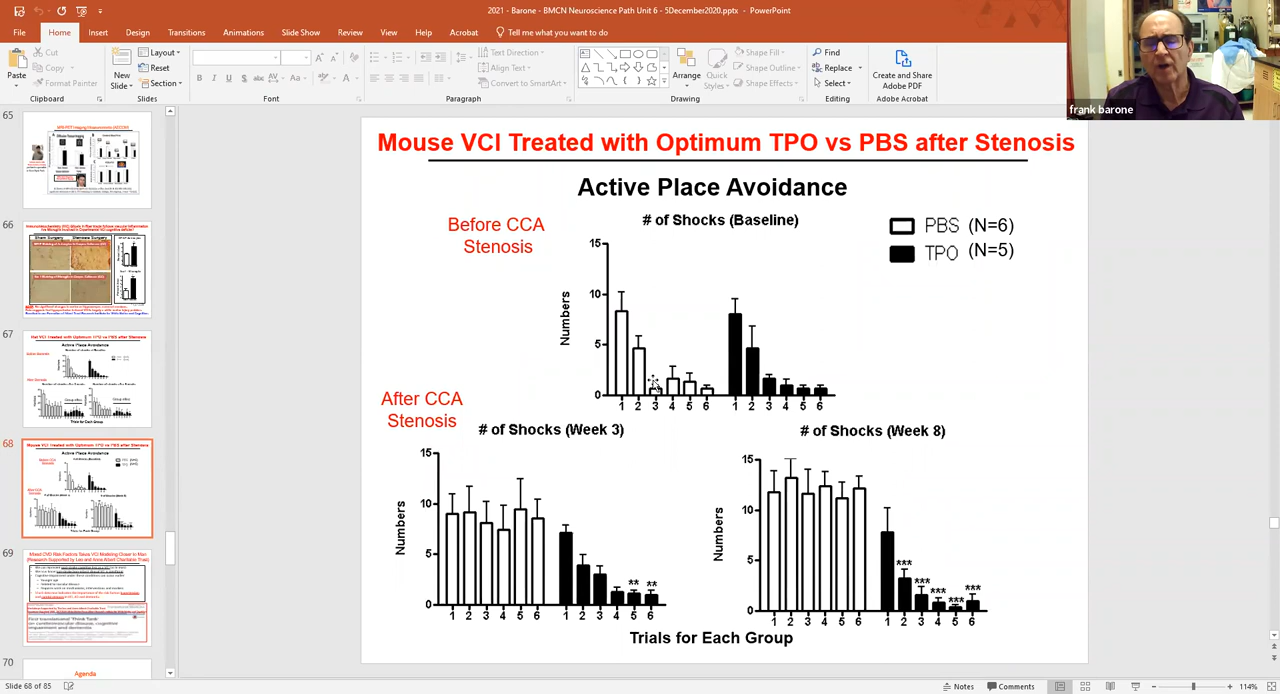 2021 - Barone - BMCN Neuroscience Path Unit 6 - 5December2020.pptx - PowerPoint
File Home Insert Design Transitions Animations Slide Show Review View Help Acrobat Tell me what you want to do
Paste
Cut
Copy
Format Painter
Clipboard
New Slide
Layout
Reset
Section
Slides
Font
Text Direction
Align Text
Convert to SmartArt
Paragraph
Arrange
Quick Styles
Shape Fill
Shape Outline
Shape Effects
Drawing
Find
Replace
Select
Editing
Create and Share Adobe PDF
Adobe Acrobat
frank barone
65
66
67
68
69
70
Agenda
Mouse VCI Treated with Optimum TPO vs PBS after Stenosis
Active Place Avoidance
Before CCA
Stenosis
# of Shocks (Baseline)
PBS (N=6)
TPO (N=5)
Numbers
15
10
5
0
1 2 3 4 5 6 1 2 3 4 5 6
After CCA
Stenosis
# of Shocks (Week 3)
Numbers
15
10
5
0
** **
1 2 3 4 5 6 1 2 3 4 5 6
# of Shocks (Week 8)
Numbers
15
10
5
0
*** *** *** *** ***
1 2 3 4 5 6 1 2 3 4 5 6
Trials for Each Group
Slide 68 of 85
Notes
Comments
114%